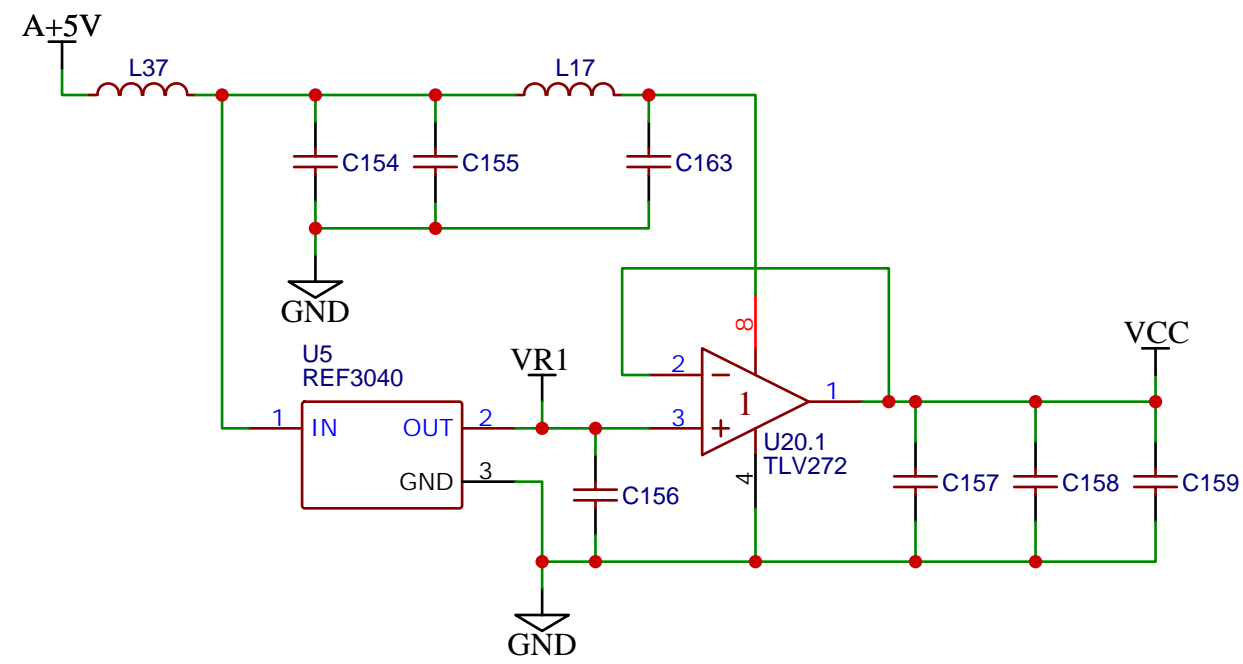 A+5V
L37
L17
C154
C155
C163
GND
U5
REF3040
VR1
VCC
8
1
IN
OUT
2
GND
3
2
3
1
1
4
U20.1
TLV272
C156
C157
C158
C159
GND